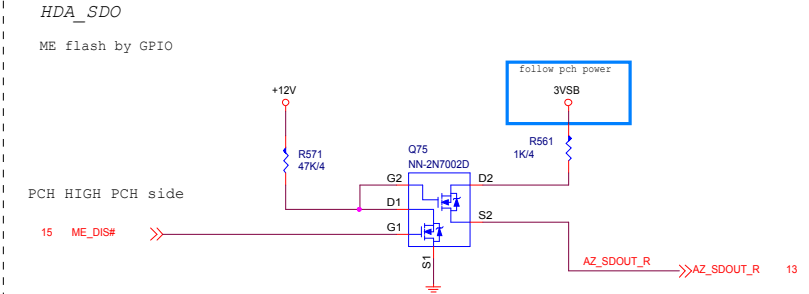 HDA_SDO
ME flash by GPIO
follow pch power
+12V
3VSB
R571
47K/4
Q75
NN-2N7002D
R561
1K/4
G2
D2
D1
S2
G1
S1
PCH HIGH PCH side
15 ME_DIS#
AZ_SDOUT_R
AZ_SDOUT_R 13